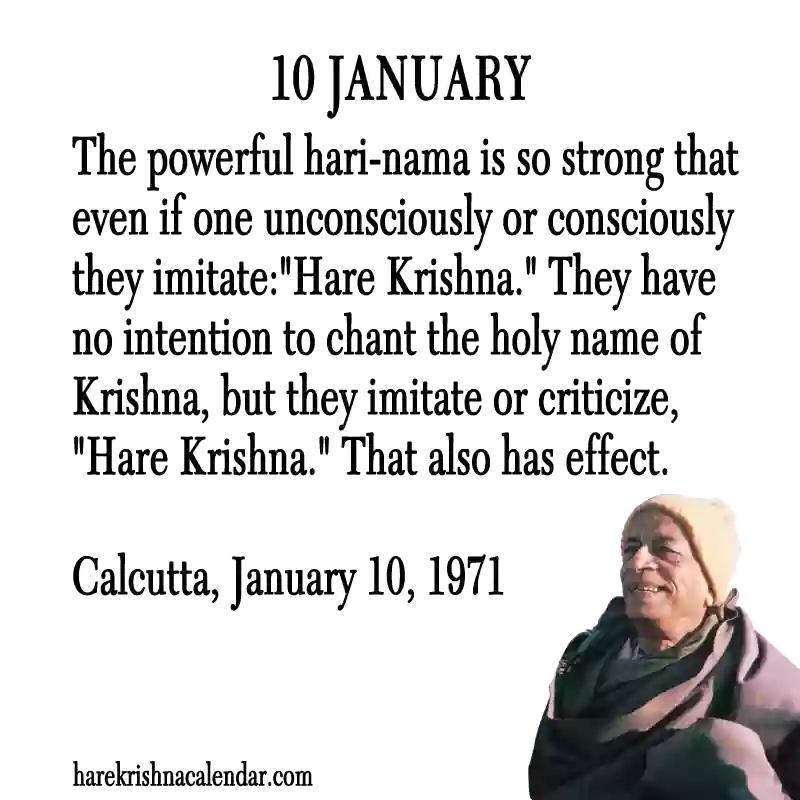 10 JANUARY
The powerful hari-nama is so strong that
even if one unconsciously or consciously
they imitate:"Hare Krishna." They have
no intention to chant the holy name of
Krishna, but they imitate or criticize,
"Hare Krishna." That also has effect.
Calcutta, January 10, 1971
harekrishnacalendar.com